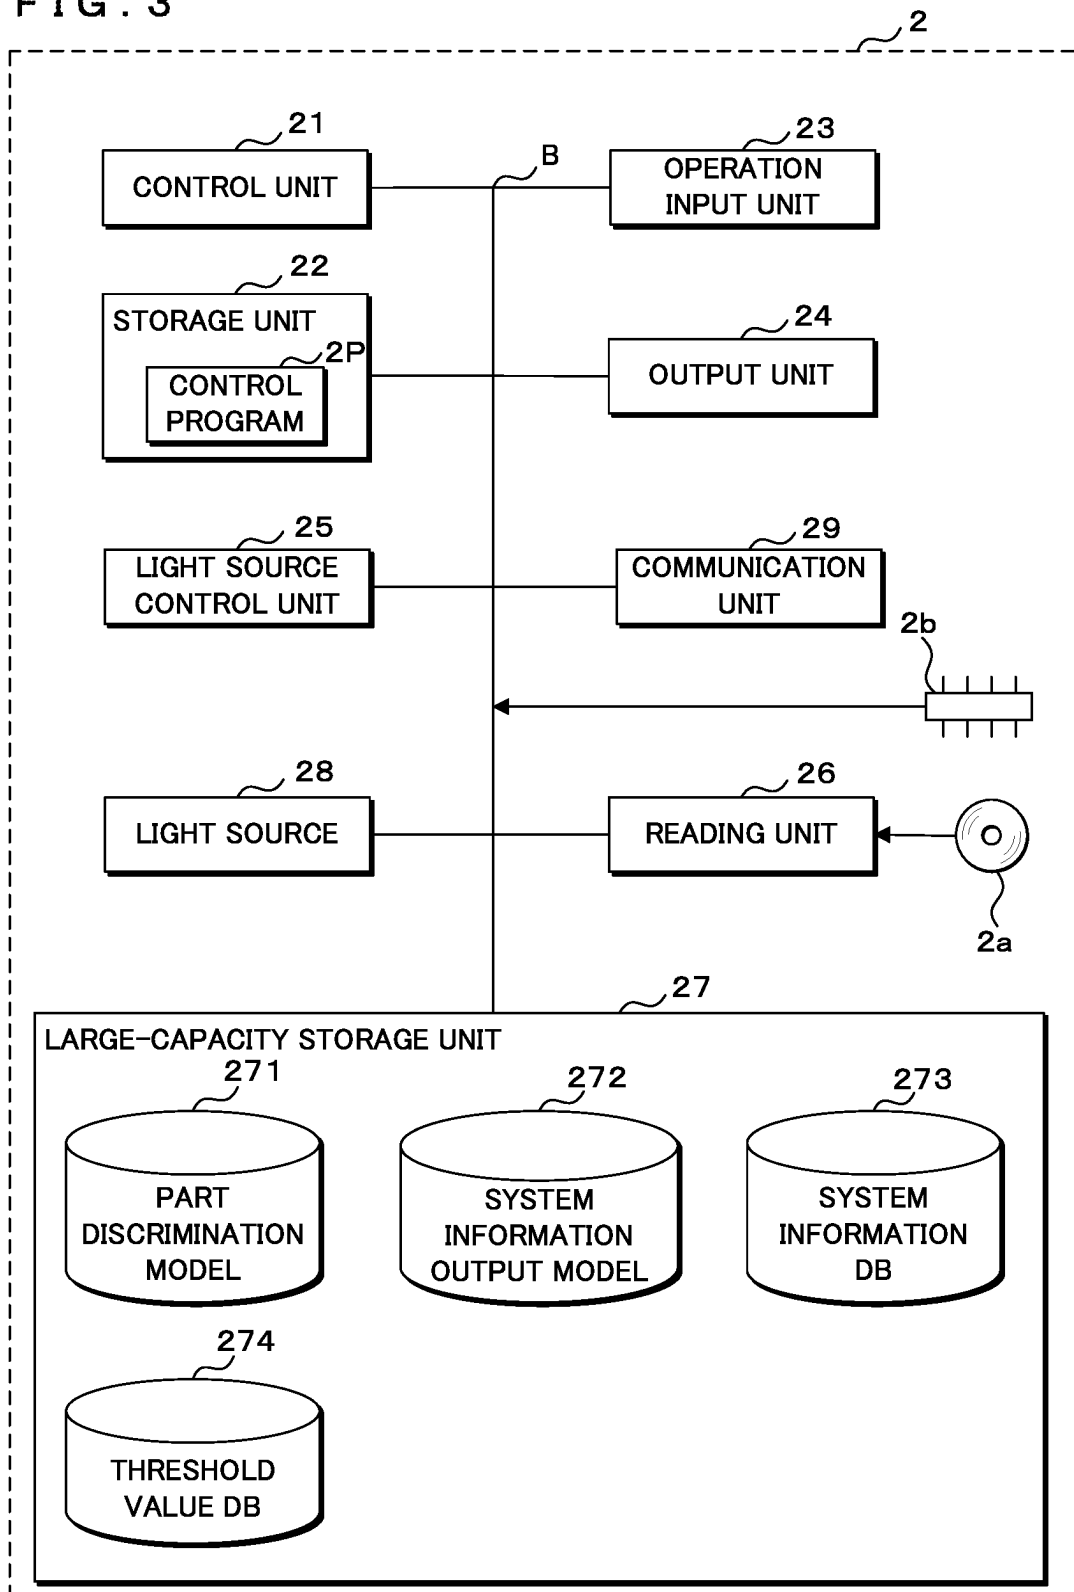 FIG. 3
2
21
CONTROL UNIT
B
23
OPERATION
INPUT UNIT
22
STORAGE UNIT
2P
CONTROL
PROGRAM
24
OUTPUT UNIT
25
LIGHT SOURCE
CONTROL UNIT
29
COMMUNICATION
UNIT
2b
28
LIGHT SOURCE
26
READING UNIT
2a
27
LARGE-CAPACITY STORAGE UNIT
271
PART
DISCRIMINATION
MODEL
272
SYSTEM
INFORMATION
OUTPUT MODEL
273
SYSTEM
INFORMATION
DB
274
THRESHOLD
VALUE DB